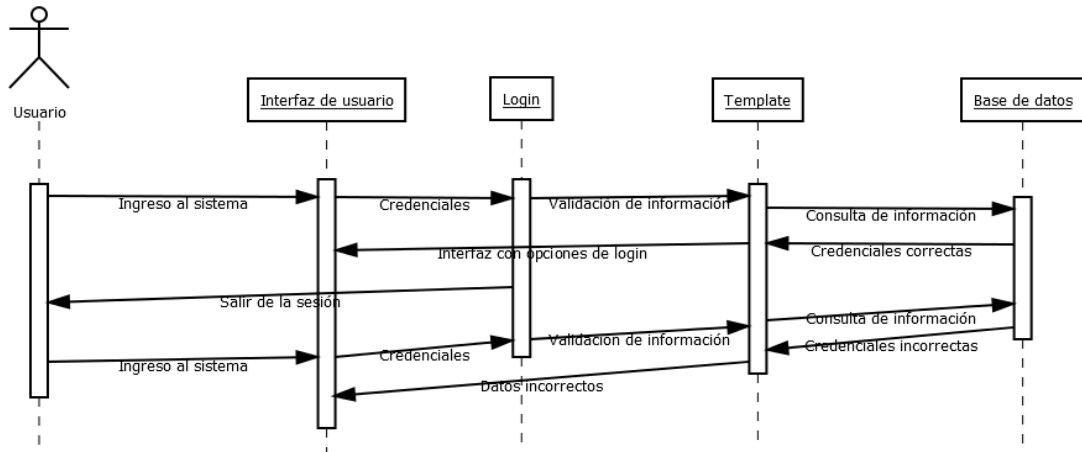 Usuario
Interfaz de usuario
Login
Template
Base de datos
Ingreso al sistema
Credenciales
Validación de información
Consulta de información
Interfaz con opciones de login
Credenciales correctas
Salir de la sesión
Ingreso al sistema
Credenciales
Validación de información
Consulta de información
Credenciales incorrectas
Datos incorrectos